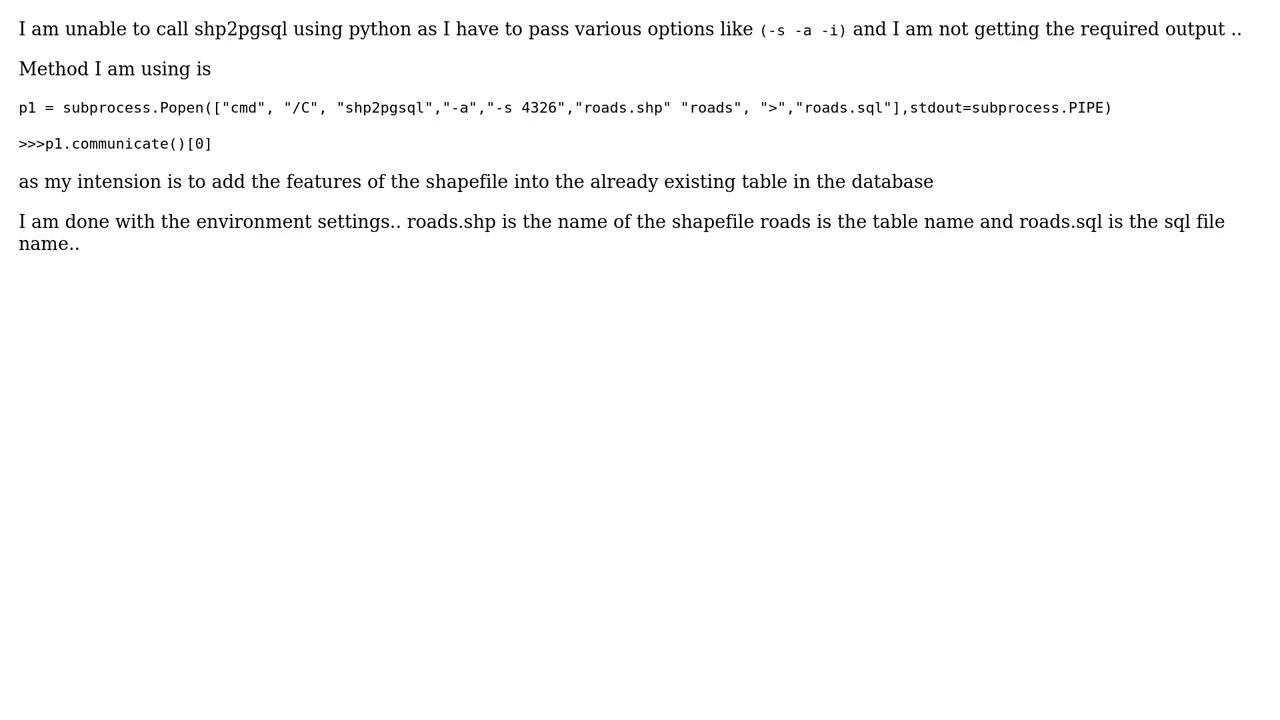 I am unable to call shp2pgsql using python as I have to pass various options like (-s -a -i) and I am not getting the required output ..
Method I am using is
p1 = subprocess.Popen(["cmd", "/C", "shp2pgsql","-a","-s 4326","roads.shp" "roads", ">","roads.sql"],stdout=subprocess.PIPE)
>>>p1.communicate()[0]
as my intension is to add the features of the shapefile into the already existing table in the database
I am done with the environment settings.. roads.shp is the name of the shapefile roads is the table name and roads.sql is the sql file
name..